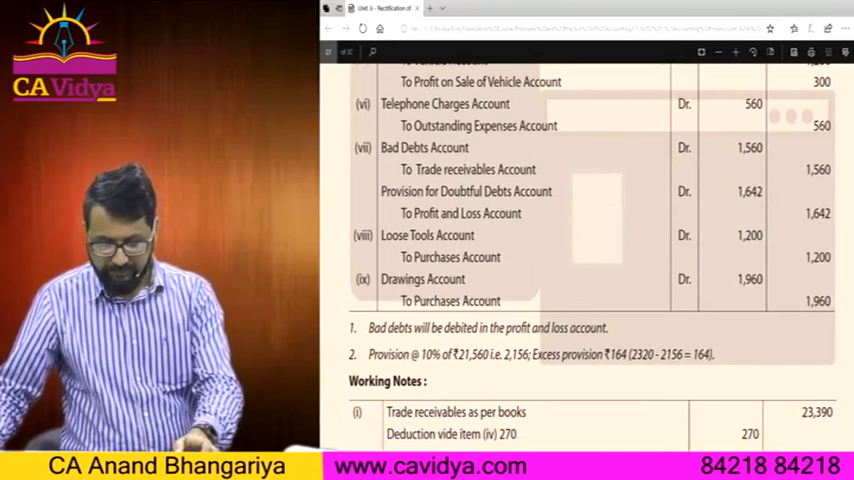 CA Vidya
Unit 6 - Rectification of
To Profit on Sale of Vehicle Account 300
(vi) Telephone Charges Account Dr. 560
To Outstanding Expenses Account 560
(vii) Bad Debts Account Dr. 1,560
To Trade receivables Account 1,560
Provision for Doubtful Debts Account Dr. 1,642
To Profit and Loss Account 1,642
(viii) Loose Tools Account Dr. 1,200
To Purchases Account 1,200
(ix) Drawings Account Dr. 1,960
To Purchases Account 1,960
1. Bad debts will be debited in the profit and loss account.
2. Provision @ 10% of ₹21,560 i.e. 2,156; Excess provision ₹164 (2320 - 2156 = 164).
Working Notes :
(i) Trade receivables as per books 23,390
Deduction vide item (iv) 270 270
CA Anand Bhangariya www.cavidya.com 84218 84218